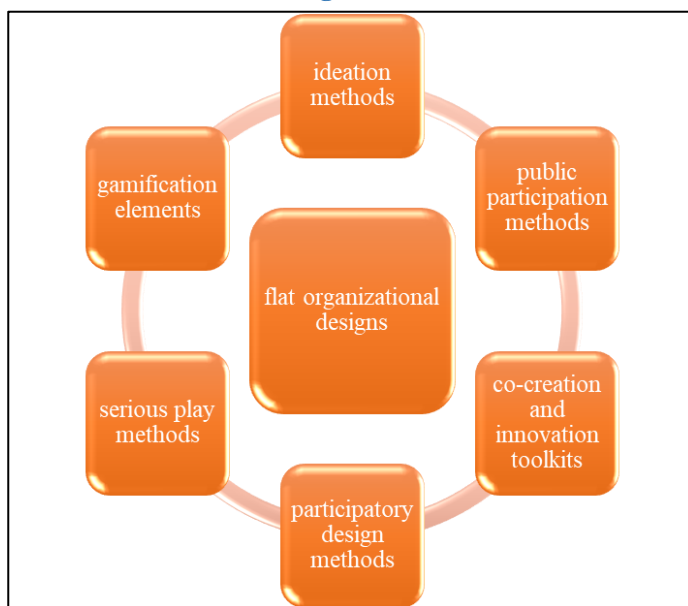 ideation
methods
public
participation
methods
co-creation
and
innovation
toolkits
participatory
design
methods
serious play
methods
gamification
elements
flat organizational
designs